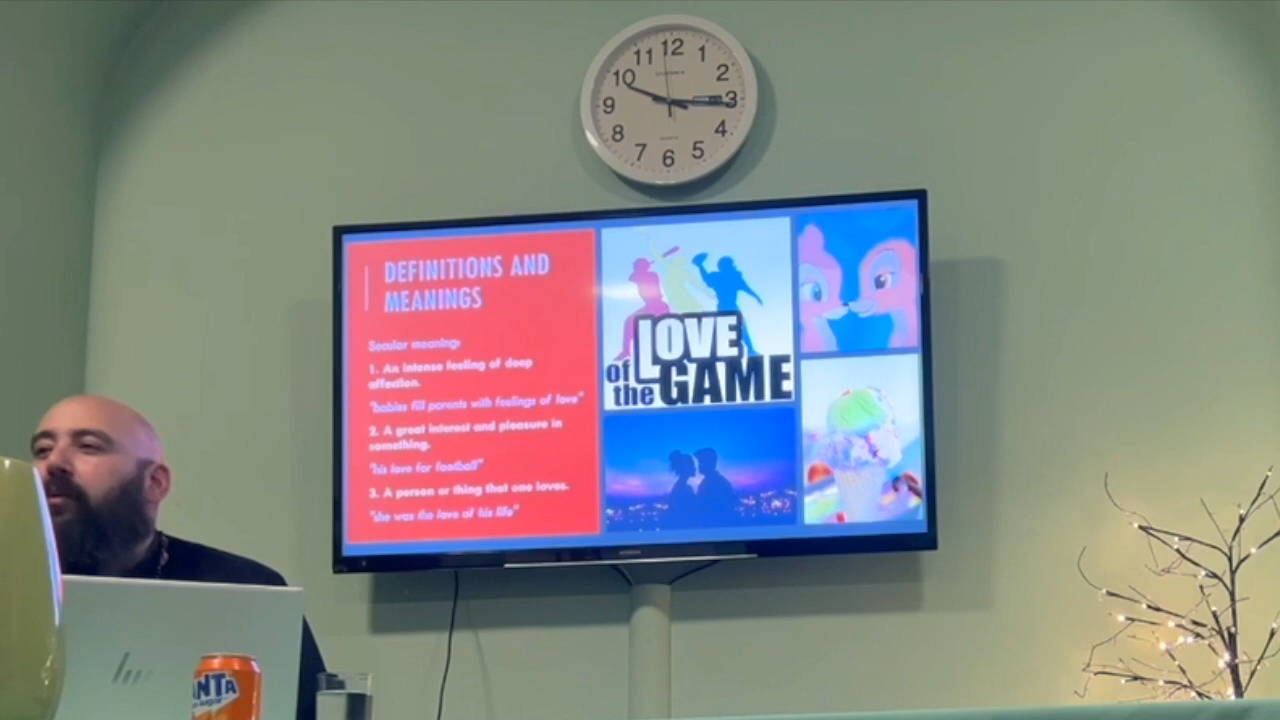 12
11
1
10
2
9
3
8
4
7
5
6
QUARTZ
DEFINITIONS AND
MEANINGS
Secular meaning:
1. An intense feeling of deep
affection.
"babies fill parents with feelings of love"
2. A great interest and pleasure in
something.
"his love for football"
3. A person or thing that one loves.
"she was the love of his life"
LOVE
of
the GAME
hp
ANTA